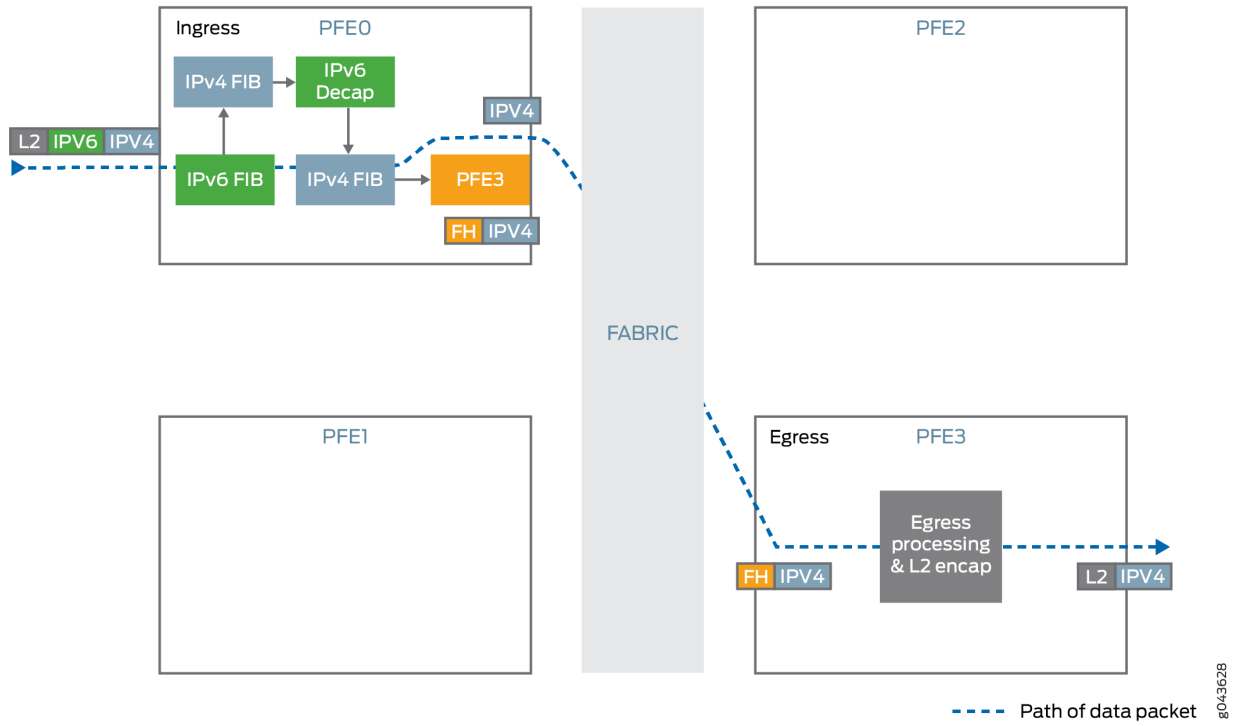 Ingress
PFE0
IPv4 FIB
IPv6
Decap
IPV4
L2 IPV6 IPV4
IPv6 FIB
IPv4 FIB
PFE3
FH IPV4
PFE2
FABRIC
PFE1
Egress
PFE3
Egress
processing
& L2 encap
FH IPV4
L2 IPV4
Path of data packet
g043628